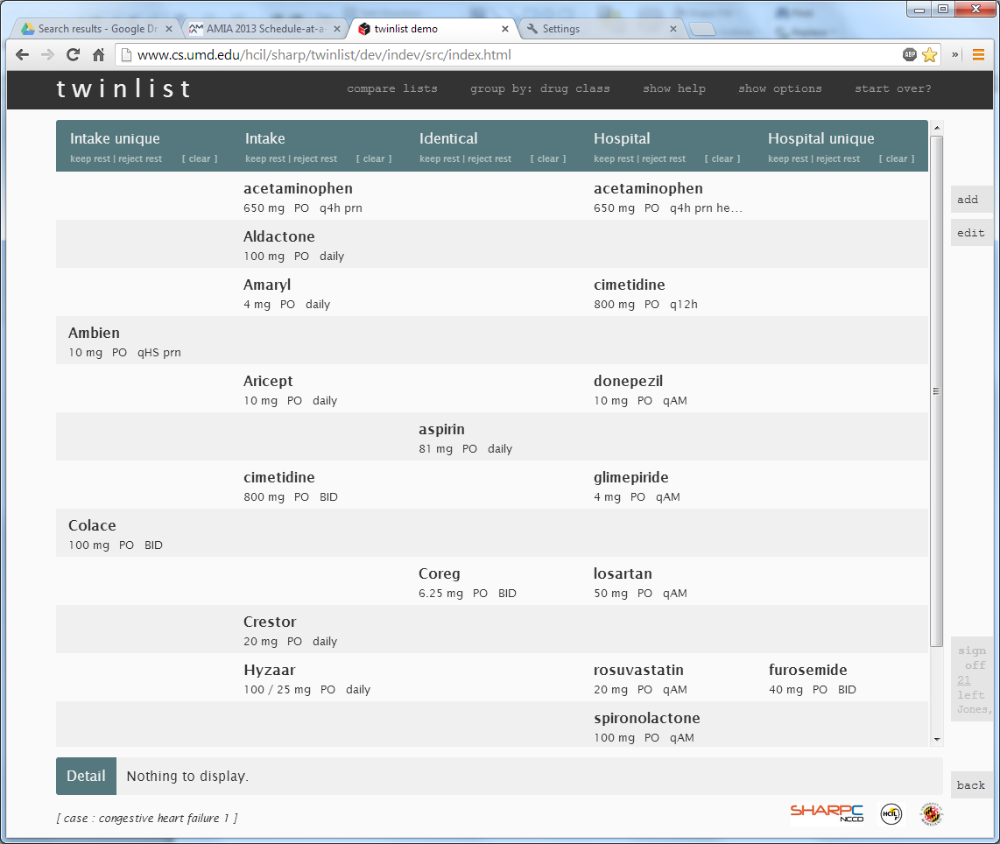 Search results - Google Dr
AMIA 2013 Schedule-at-a-
twinlist demo
Settings
www.cs.umd.edu/hcil/sharp/twinlist/dev/indev/src/index.html
ABP
»
twinlist
compare lists
group by: drug class
show help
show options
start over?
Intake unique
Intake
Identical
Hospital
Hospital unique
keep rest | reject rest [ clear ]
keep rest | reject rest [ clear ]
keep rest | reject rest [ clear ]
keep rest | reject rest [ clear ]
keep rest | reject rest [ clear ]
acetaminophen
650 mg PO q4h prn
acetaminophen
650 mg PO q4h prn he...
Aldactone
100 mg PO daily
Amaryl
4 mg PO daily
cimetidine
800 mg PO q12h
Ambien
10 mg PO qHS prn
Aricept
10 mg PO daily
donepezil
10 mg PO qAM
aspirin
81 mg PO daily
cimetidine
800 mg PO BID
glimepiride
4 mg PO qAM
Colace
100 mg PO BID
Coreg
6.25 mg PO BID
losartan
50 mg PO qAM
Crestor
20 mg PO daily
Hyzaar
100 / 25 mg PO daily
rosuvastatin
20 mg PO qAM
furosemide
40 mg PO BID
spironolactone
100 mg PO qAM
add
edit
sign
off
21
left
Jones,
back
Detail
Nothing to display.
[ case : congestive heart failure 1 ]
SHARPC
NCCD
HCIL